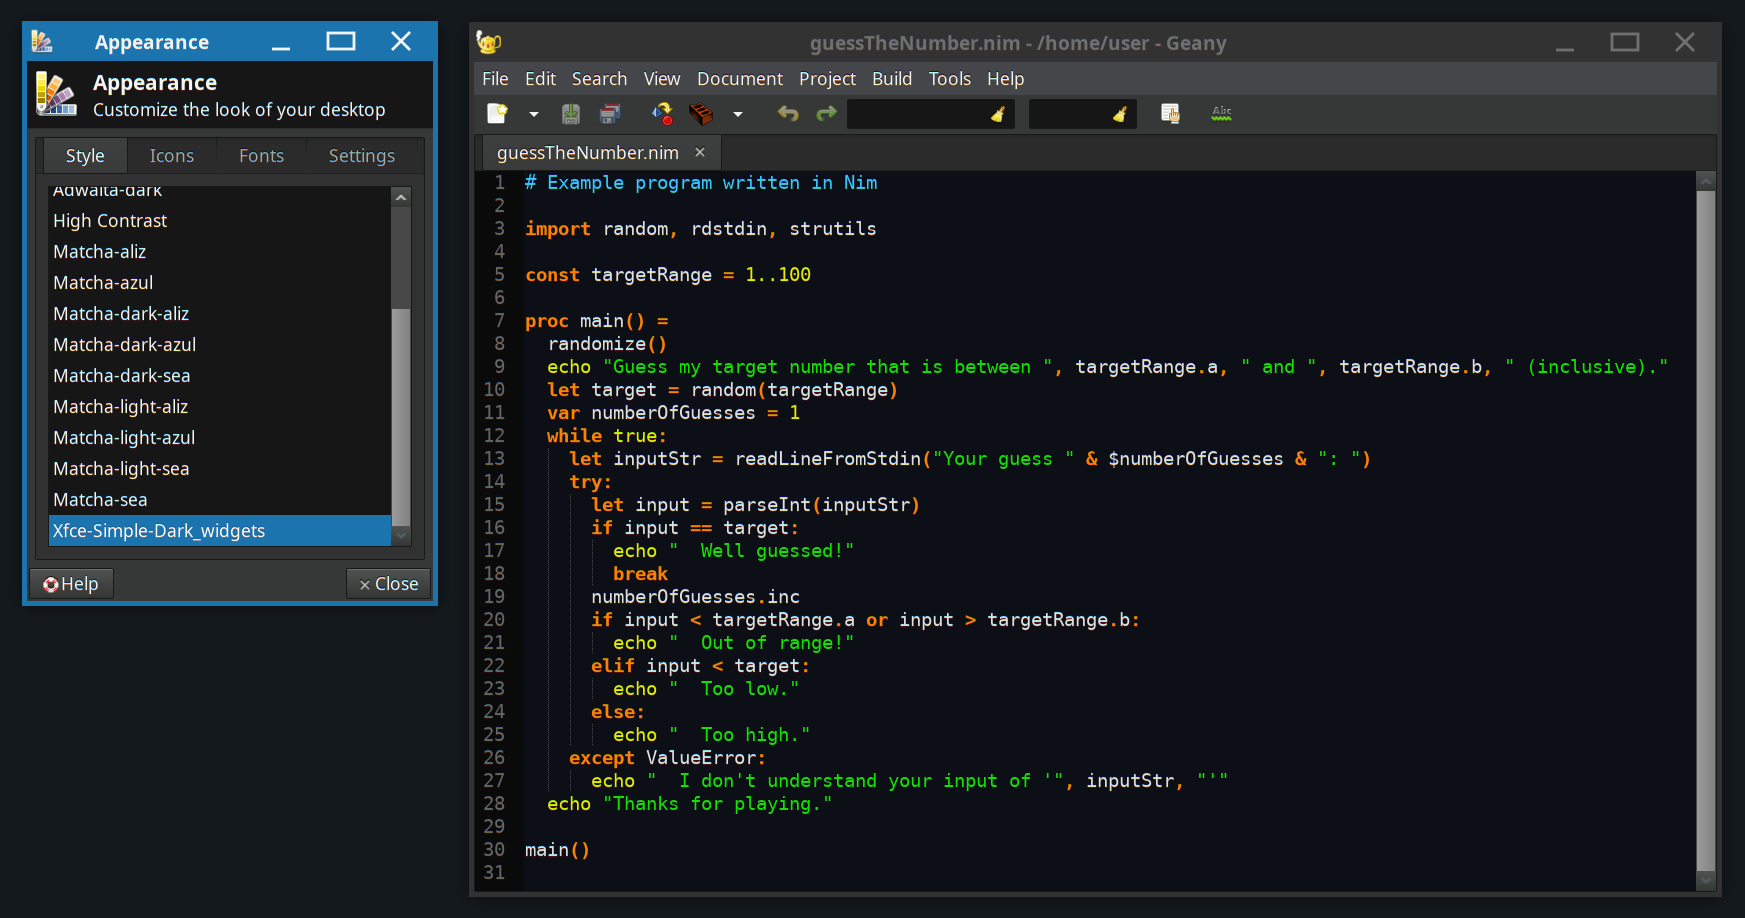 Appearance
Appearance
Customize the look of your desktop
Style Icons Fonts Settings
Adwaita-dark
High Contrast
Matcha-aliz
Matcha-azul
Matcha-dark-aliz
Matcha-dark-azul
Matcha-dark-sea
Matcha-light-aliz
Matcha-light-azul
Matcha-light-sea
Matcha-sea
Xfce-Simple-Dark_widgets
Help Close
guessTheNumber.nim - /home/user - Geany
File Edit Search View Document Project Build Tools Help
Abc
guessTheNumber.nim
1 # Example program written in Nim
2
3 import random, rdstdin, strutils
4
5 const targetRange = 1..100
6
7 proc main() =
8   randomize()
9   echo "Guess my target number that is between ", targetRange.a, " and ", targetRange.b, " (inclusive)."
10   let target = random(targetRange)
11   var numberOfGuesses = 1
12   while true:
13     let inputStr = readLineFromStdin("Your guess " & $numberOfGuesses & ": ")
14     try:
15       let input = parseInt(inputStr)
16       if input == target:
17         echo "  Well guessed!"
18         break
19       numberOfGuesses.inc
20       if input < targetRange.a or input > targetRange.b:
21         echo "  Out of range!"
22       elif input < target:
23         echo "  Too low."
24       else:
25         echo "  Too high."
26     except ValueError:
27       echo "  I don't understand your input of '", inputStr, "'"
28   echo "Thanks for playing."
29
30 main()
31